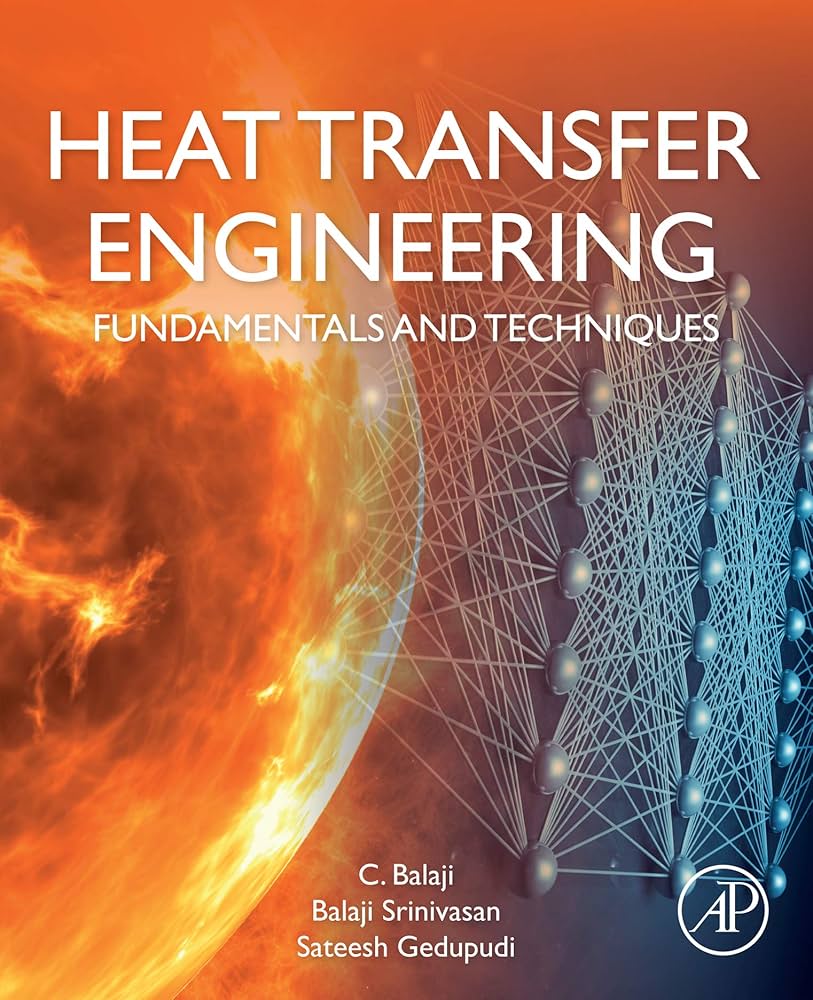 HEAT TRANSFER
ENGINEERING
FUNDAMENTALS AND TECHNIQUES
C. Balaji
Balaji Srinivasan
Sateesh Gedupudi
AP